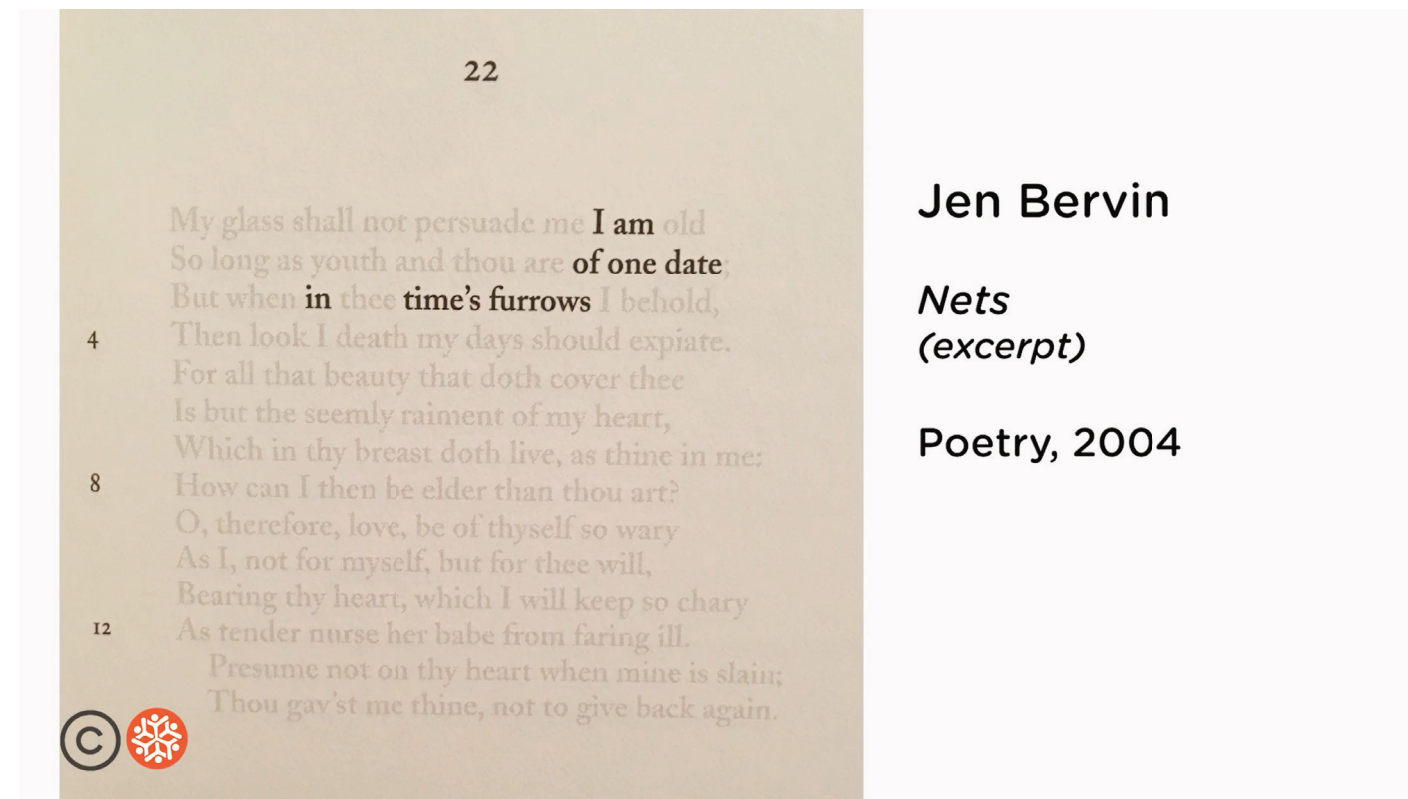 22
My glass shall not persuade me I am old
So long as youth and thou are of one date;
But when in thee time's furrows I behold,
4 Then look I death my days should expiate.
For all that beauty that doth cover thee
Is but the seemly raiment of my heart,
Which in thy breast doth live, as thine in me:
8 How can I then be elder than thou art?
O, therefore, love, be of thyself so wary
As I, not for myself, but for thee will,
Bearing thy heart, which I will keep so chary
12 As tender nurse her babe from faring ill.
Presume not on thy heart when mine is slain;
Thou gav'st me thine, not to give back again.
©
Jen Bervin
Nets
(excerpt)
Poetry, 2004